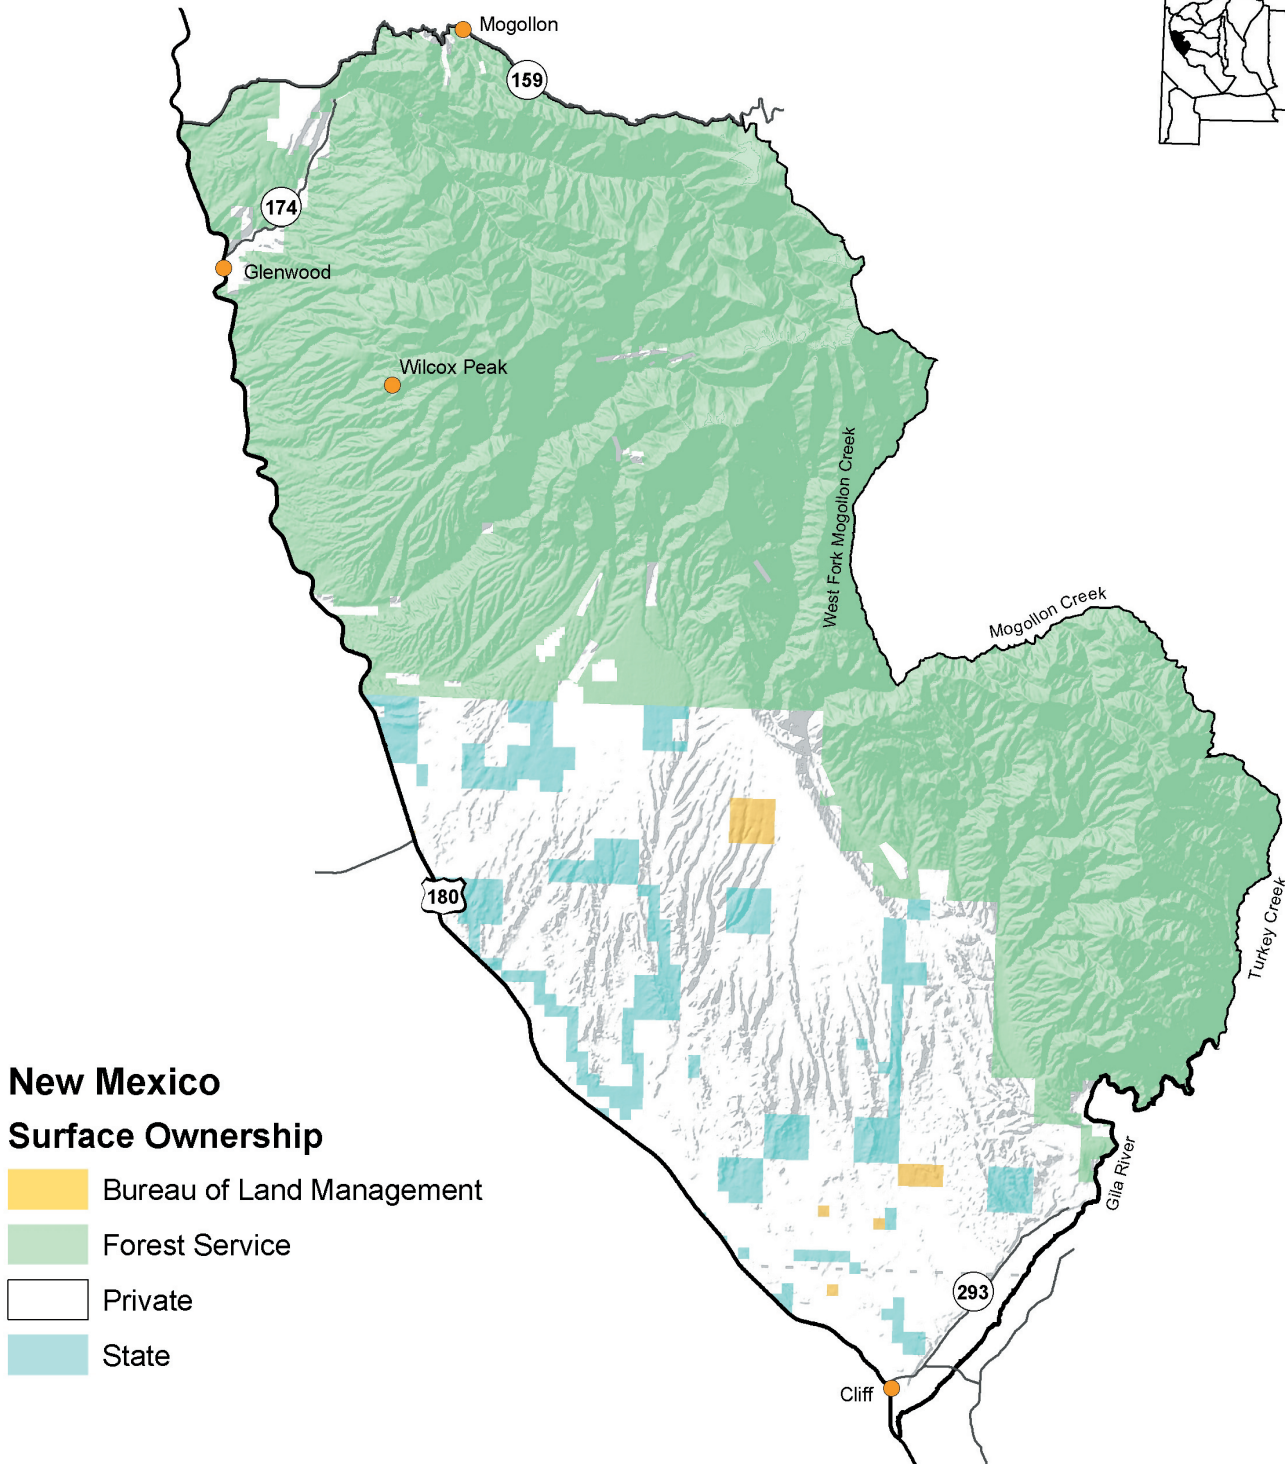 Mogollon
159
174
Glenwood
Wilcox Peak
West Fork Mogollon Creek
Mogollon Creek
180
Turkey Creek
New Mexico
Surface Ownership
Bureau of Land Management
Forest Service
Private
State
Gila River
293
Cliff